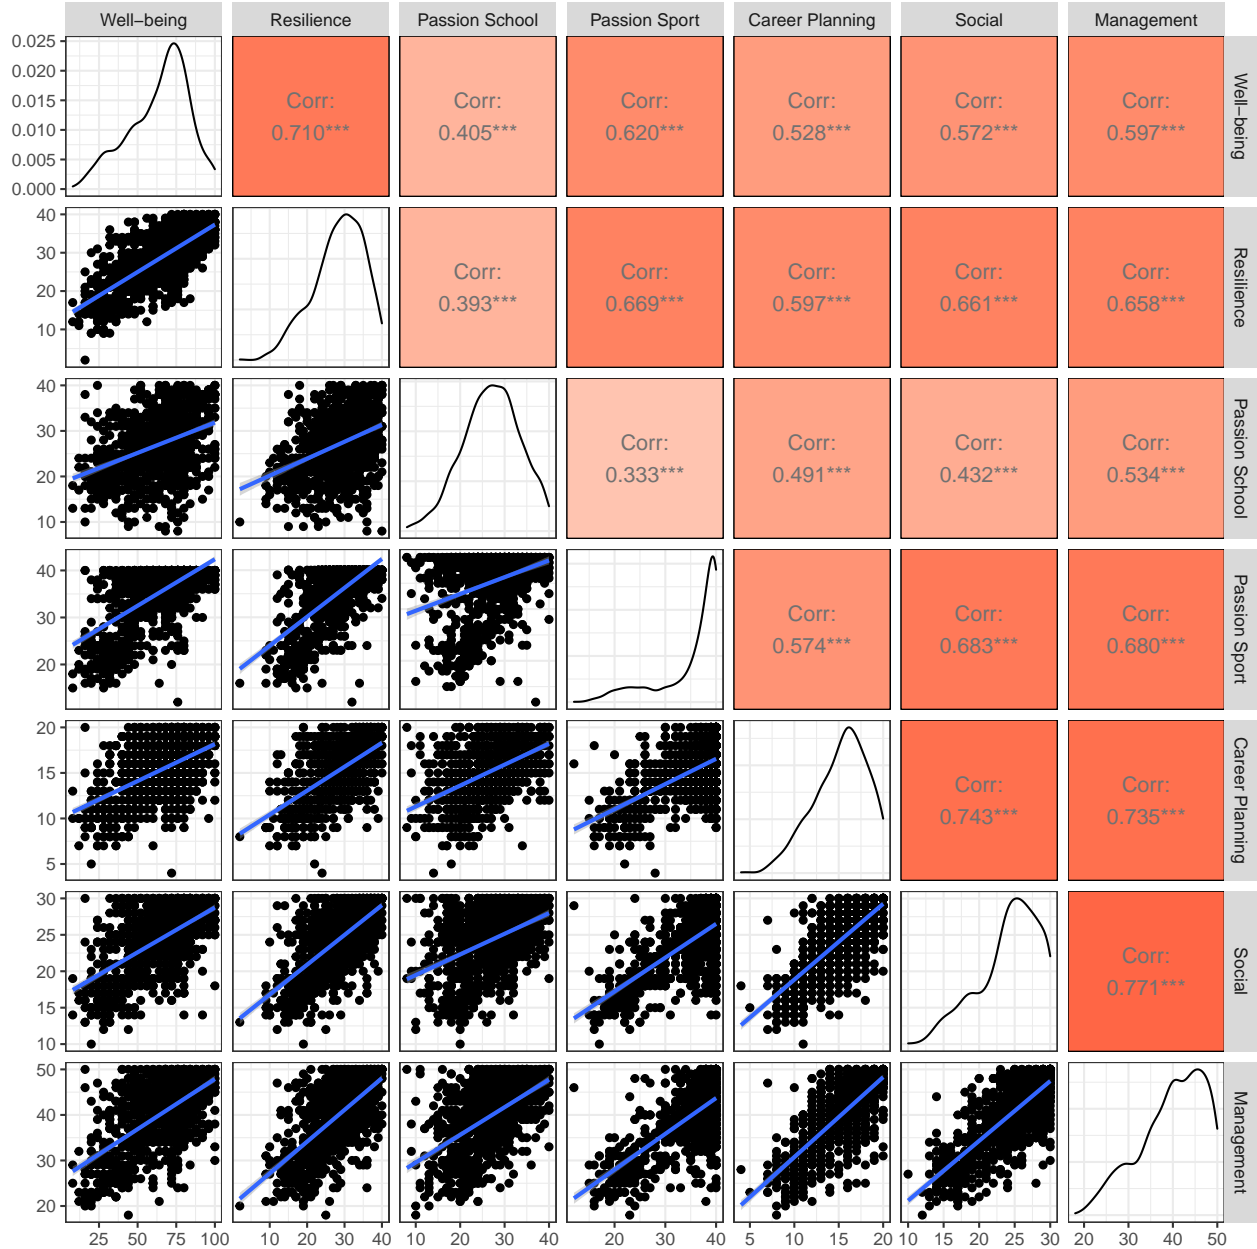 Well−being Resilience Passion School Passion Sport Career Planning Social Management
0.025
0.020
0.015
0.010
0.005
0.000
Corr: Corr: Corr: Corr: Corr: Corr:
0.710*** 0.405*** 0.620*** 0.528*** 0.572*** 0.597***
Well−being
40
30
20
10
Corr: Corr: Corr: Corr: Corr:
0.393*** 0.669*** 0.597*** 0.661*** 0.658***
Resilience
40
30
20
10
Corr: Corr: Corr: Corr:
0.333*** 0.491*** 0.432*** 0.534***
Passion School
40
30
20
Corr: Corr: Corr:
0.574*** 0.683*** 0.680***
Passion Sport
20
15
10
5
Corr: Corr:
0.743*** 0.735***
Career Planning
30
25
20
15
10
Corr:
0.771***
Social
50
40
30
20
Management
25 50 75 100 10 20 30 40 10 20 30 40 20 30 40 5 10 15 20 10 15 20 25 30 20 30 40 50